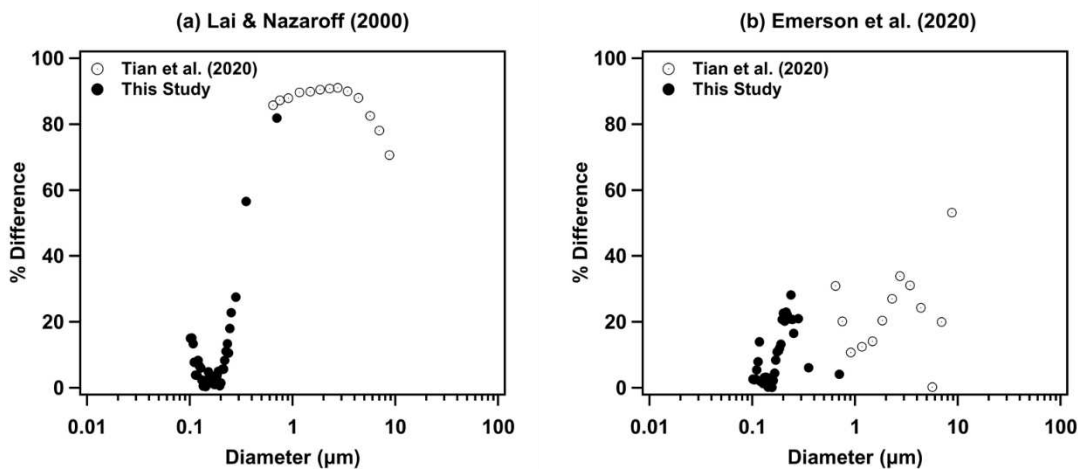 (a) Lai & Nazaroff (2000)
% Difference
100
80
60
40
20
0
Tian et al. (2020)
This Study
0.01 0.1 1 10 100
Diameter (µm)
(b) Emerson et al. (2020)
% Difference
100
80
60
40
20
0
Tian et al. (2020)
This Study
0.01 0.1 1 10 100
Diameter (µm)